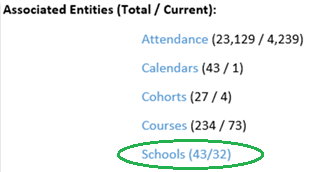 Associated Entities (Total / Current):
Attendance (23,129 / 4,239)
Calendars (43 / 1)
Cohorts (27 / 4)
Courses (234 / 73)
Schools (43/32)